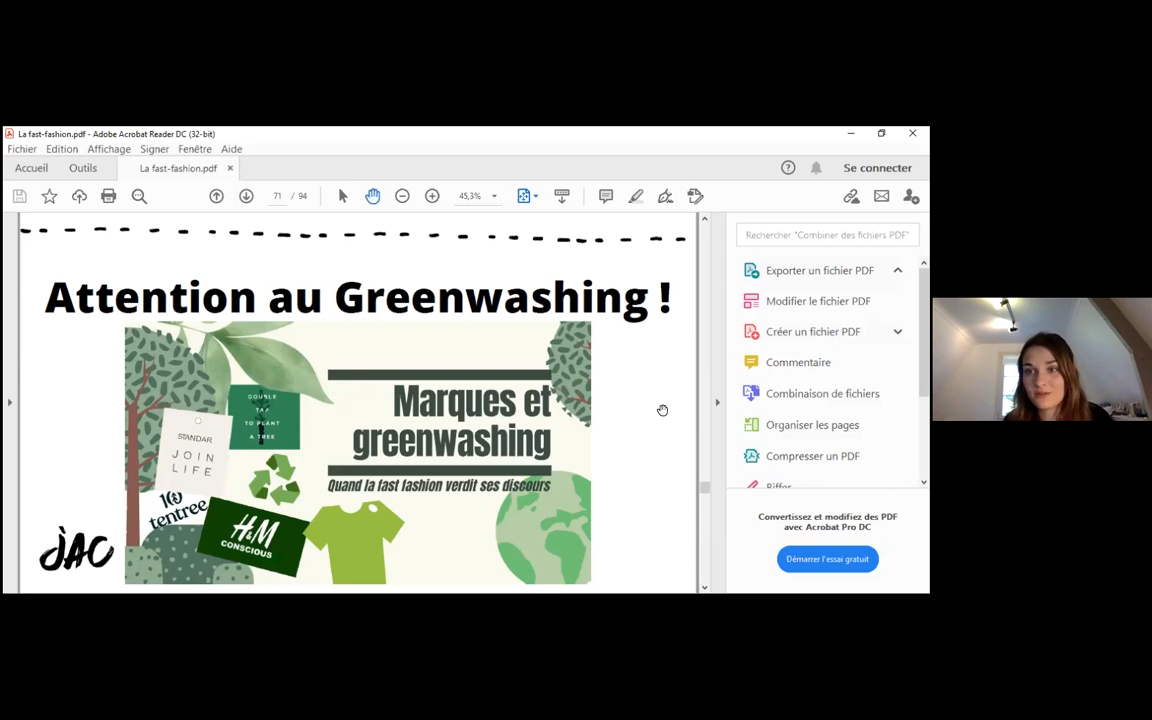 La fast-fashion.pdf - Adobe Acrobat Reader DC (32-bit)
Fichier Edition Affichage Signer Fenêtre Aide
Accueil Outils La fast-fashion.pdf × Se connecter
71 / 94 45,3%
Attention au Greenwashing !
Marques et
greenwashing
Quand la fast fashion verdit ses discours
DOUBLE
TAP
TO PLANT
A TREE
STANDAR
JOIN
LIFE
10
tentree
H&M
CONSCIOUS
JAC
Rechercher "Combiner des fichiers PDF"
Exporter un fichier PDF
Modifier le fichier PDF
Créer un fichier PDF
Commentaire
Combinaison de fichiers
Organiser les pages
Compresser un PDF
Convertissez et modifiez des PDF
avec Acrobat Pro DC
Démarrer l'essai gratuit